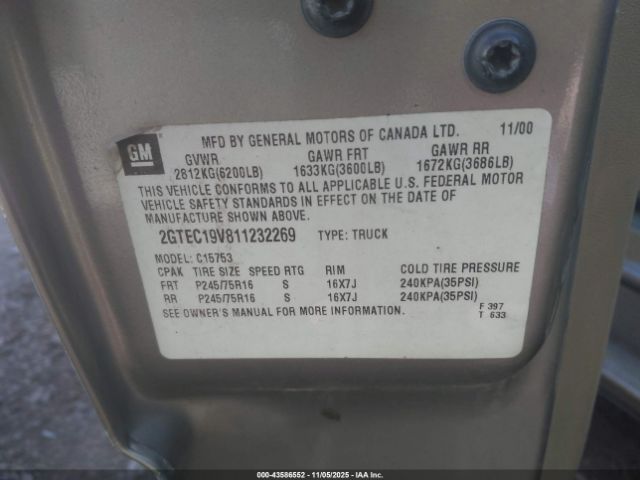 MFD BY GENERAL MOTORS OF CANADA LTD. 11/00
GM
GVWR GAWR FRT GAWR RR
2812KG(6200LB) 1633KG(3600LB) 1672KG(3686LB)
THIS VEHICLE CONFORMS TO ALL APPLICABLE U.S. FEDERAL MOTOR
VEHICLE SAFETY STANDARDS IN EFFECT ON THE DATE OF
MANUFACTURE SHOWN ABOVE.
2GTEC19V811232269 TYPE: TRUCK
MODEL: C15753
CPAK TIRE SIZE SPEED RTG RIM COLD TIRE PRESSURE
FRT P245/75R16 S 16X7J 240KPA(35PSI)
RR P245/75R16 S 16X7J 240KPA(35PSI)
SEE OWNER'S MANUAL FOR MORE INFORMATION.
F 397
T 633
000-43586552 - 11/05/2025 - IAA Inc.